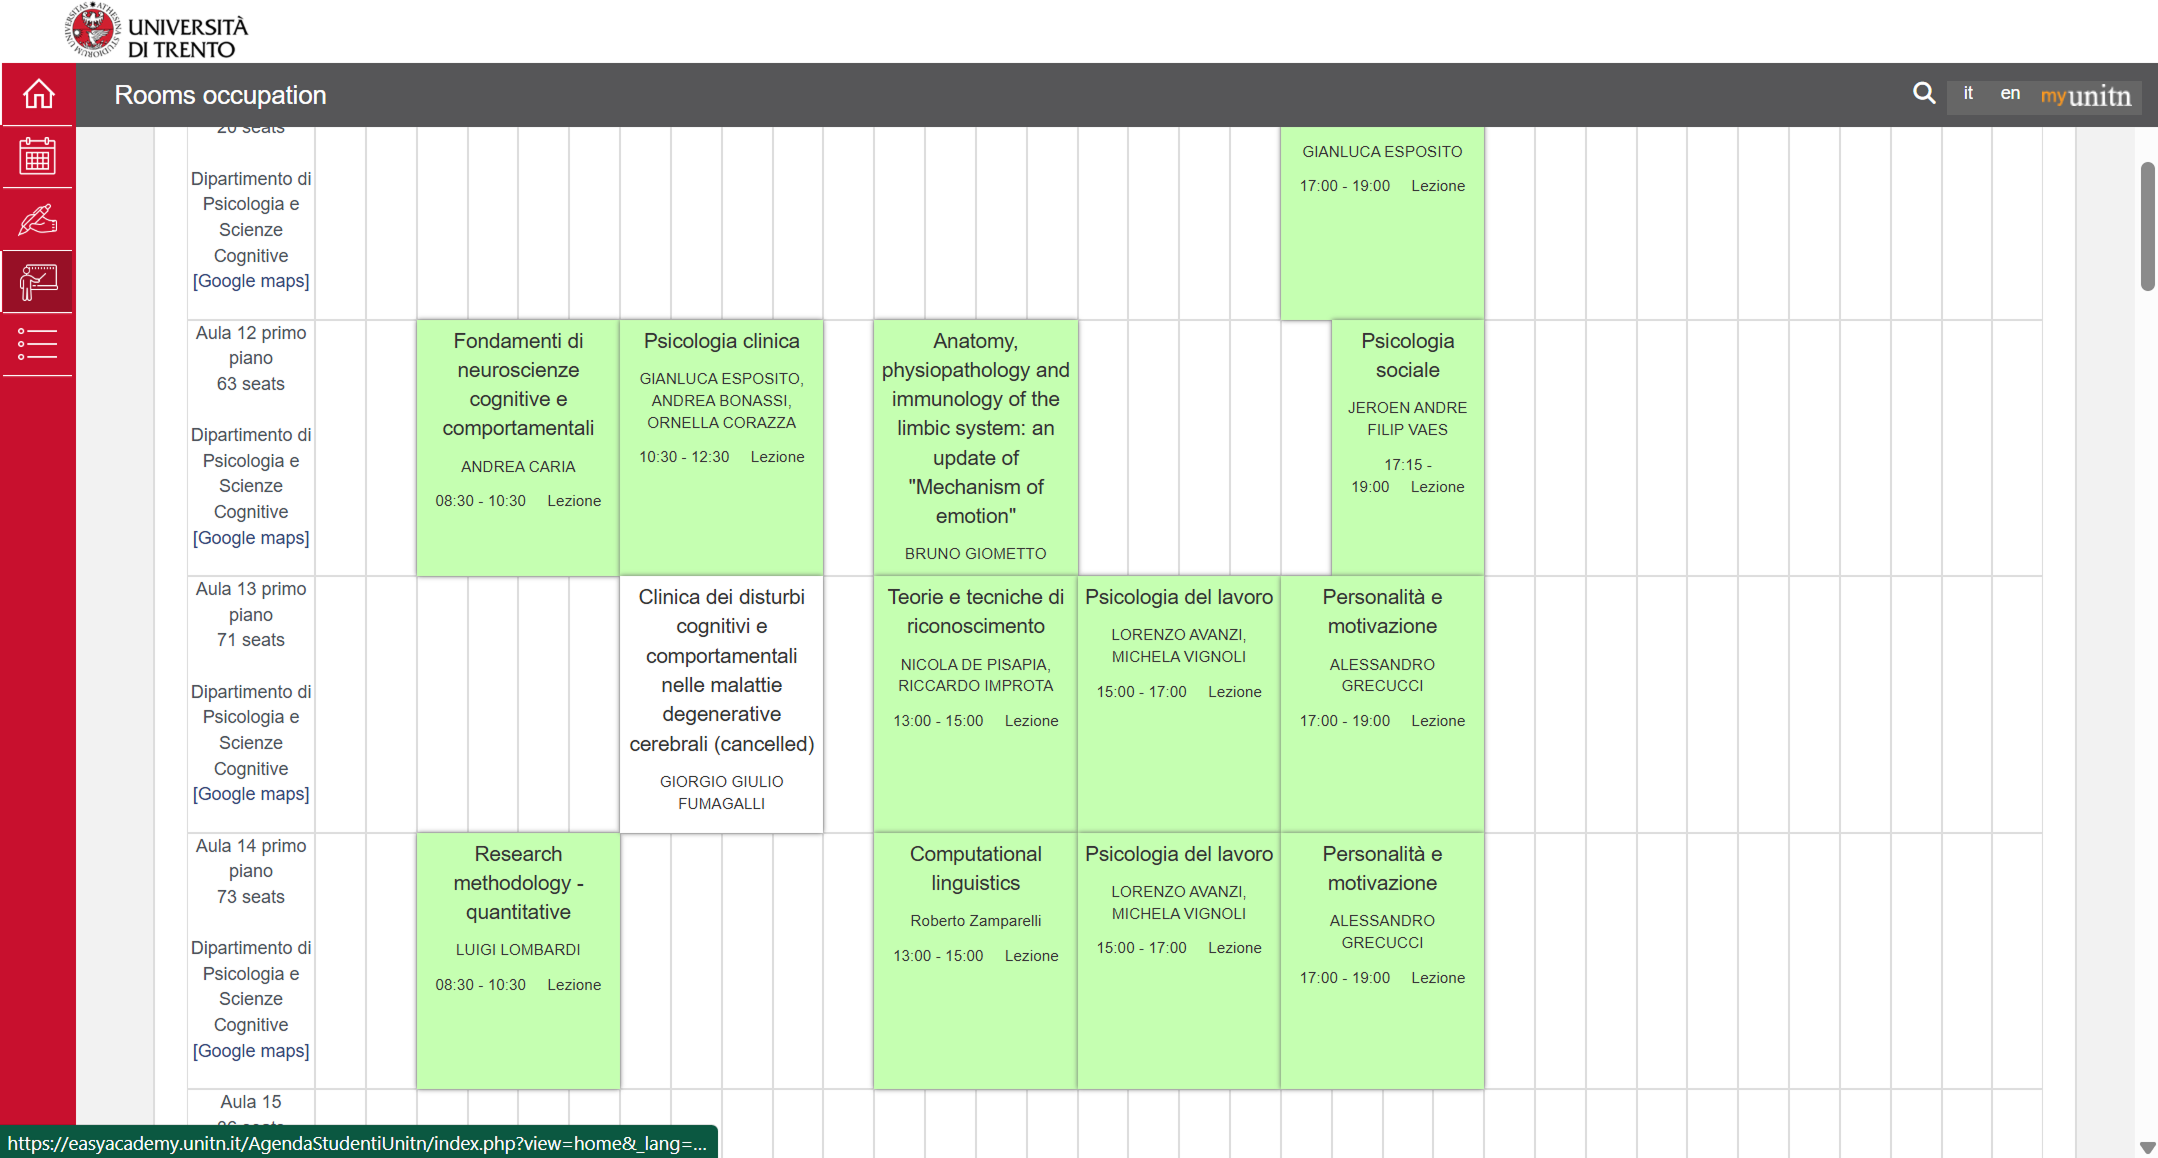 UNIVERSITÀ
DI TRENTO
Rooms occupation
it en myunitn
20 seats
Dipartimento di
Psicologia e
Scienze
Cognitive
[Google maps]
GIANLUCA ESPOSITO
17:00 - 19:00 Lezione
Aula 12 primo
piano
63 seats
Dipartimento di
Psicologia e
Scienze
Cognitive
[Google maps]
Fondamenti di
neuroscienze
cognitive e
comportamentali
ANDREA CARIA
08:30 - 10:30 Lezione
Psicologia clinica
GIANLUCA ESPOSITO,
ANDREA BONASSI,
ORNELLA CORAZZA
10:30 - 12:30 Lezione
Anatomy,
physiopathology and
immunology of the
limbic system: an
update of
"Mechanism of
emotion"
BRUNO GIOMETTO
Psicologia
sociale
JEROEN ANDRE
FILIP VAES
17:15 -
19:00 Lezione
Aula 13 primo
piano
71 seats
Dipartimento di
Psicologia e
Scienze
Cognitive
[Google maps]
Clinica dei disturbi
cognitivi e
comportamentali
nelle malattie
degenerative
cerebrali (cancelled)
GIORGIO GIULIO
FUMAGALLI
Teorie e tecniche di
riconoscimento
NICOLA DE PISAPIA,
RICCARDO IMPROTA
13:00 - 15:00 Lezione
Psicologia del lavoro
LORENZO AVANZI,
MICHELA VIGNOLI
15:00 - 17:00 Lezione
Personalità e
motivazione
ALESSANDRO
GRECUCCI
17:00 - 19:00 Lezione
Aula 14 primo
piano
73 seats
Dipartimento di
Psicologia e
Scienze
Cognitive
[Google maps]
Research
methodology -
quantitative
LUIGI LOMBARDI
08:30 - 10:30 Lezione
Computational
linguistics
Roberto Zamparelli
13:00 - 15:00 Lezione
Psicologia del lavoro
LORENZO AVANZI,
MICHELA VIGNOLI
15:00 - 17:00 Lezione
Personalità e
motivazione
ALESSANDRO
GRECUCCI
17:00 - 19:00 Lezione
Aula 15
https://easyacademy.unitn.it/AgendaStudentiUnitn/index.php?view=home&_lang=...